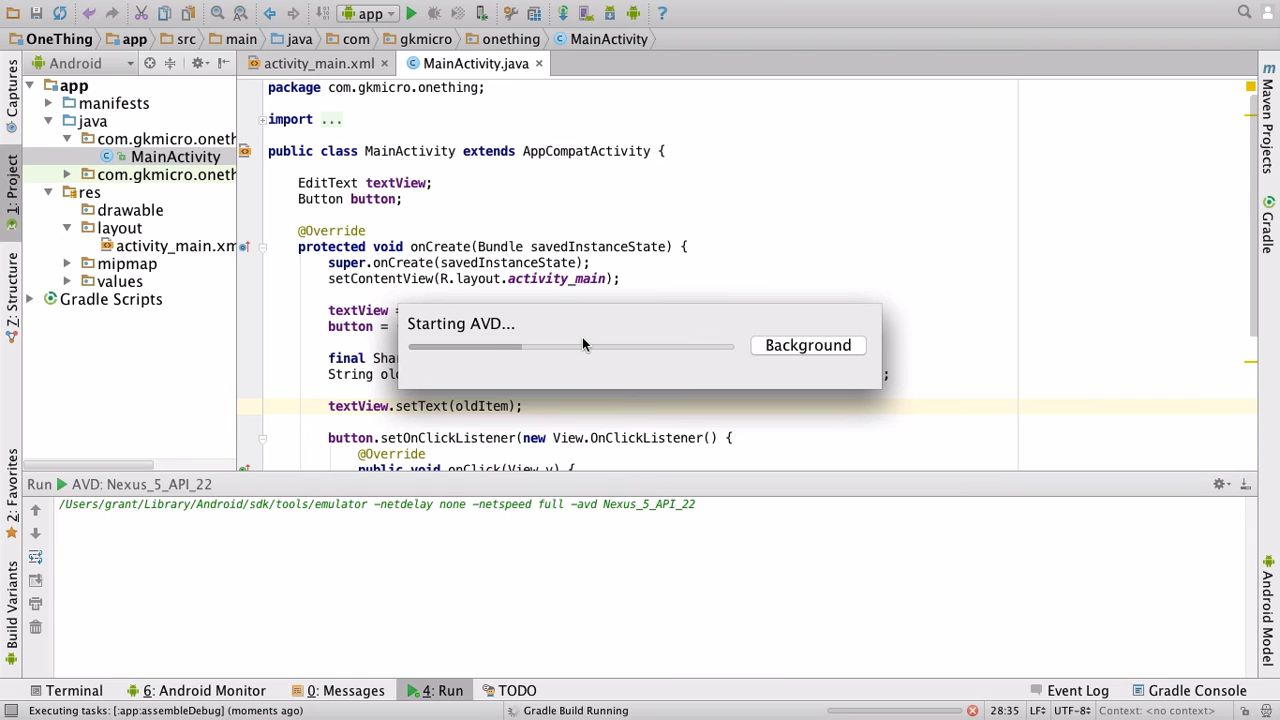 app
OneThing
app
src
main
java
com
gkmicro
onething
MainActivity
Android
activity_main.xml
MainActivity.java
Captures
1: Project
Z: Structure
2: Favorites
Build Variants
app
manifests
java
com.gkmicro.oneth
MainActivity
com.gkmicro.oneth
res
drawable
layout
activity_main.xm
mipmap
values
Gradle Scripts
package com.gkmicro.onething;
import ...
public class MainActivity extends AppCompatActivity {
EditText textView;
Button button;
@Override
protected void onCreate(Bundle savedInstanceState) {
super.onCreate(savedInstanceState);
setContentView(R.layout.activity_main);
textView =
button =
final Sha
String old
;
textView.setText(oldItem);
button.setOnClickListener(new View.OnClickListener() {
@Override
public void onClick(View v) {
Starting AVD...
Background
Maven Projects
Gradle
Android Model
Run
AVD: Nexus_5_API_22
/Users/grant/Library/Android/sdk/tools/emulator -netdelay none -netspeed full -avd Nexus_5_API_22
Terminal
6: Android Monitor
0: Messages
4: Run
TODO
Event Log
Gradle Console
Executing tasks: [:app:assembleDebug] (moments ago)
Gradle Build Running
28:35
LF
UTF-8
Context: <no context>